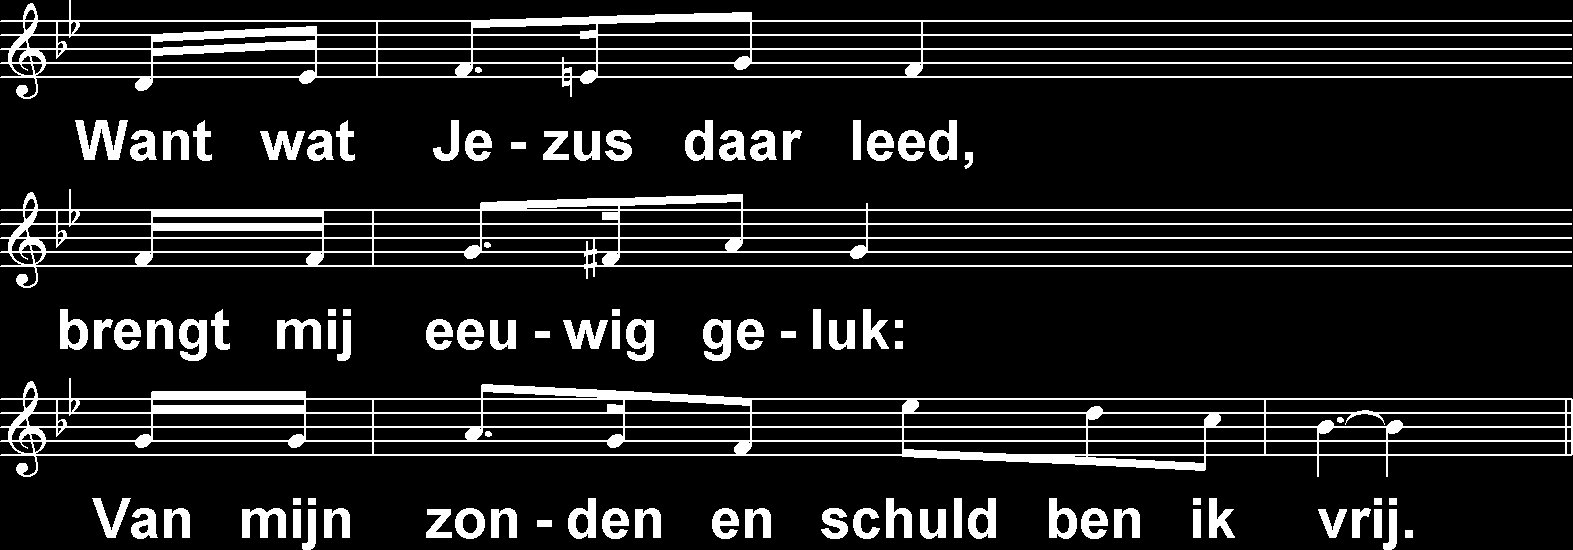 Want wat Je - zus daar leed,
brengt mij eeu - wig ge - luk:
Van mijn zon - den en schuld ben ik vrij.